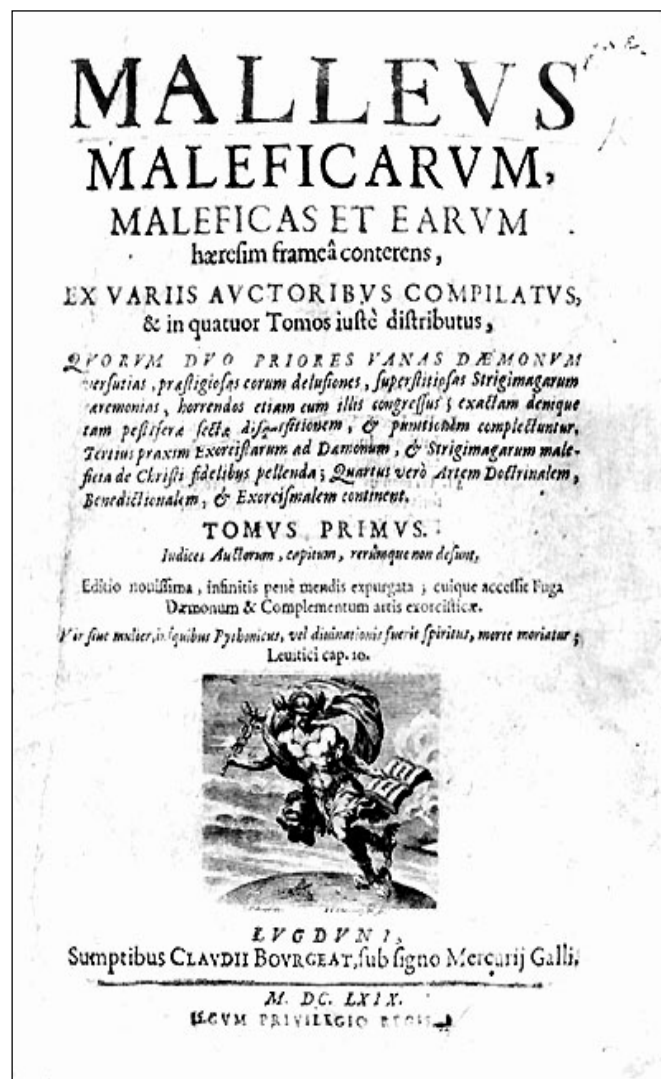 MALLEVS
MALEFICARVM,
MALEFICAS ET EARVM
hæreſim frameâ conterens,
EX VARIIS AVCTORIBVS COMPILATVS,
& in quatuor Tomos iuſtè diſtributus,
QVORVM DVO PRIORES VANAS DÆMONVM
verſutias, præſtigioſas eorum deluſiones, ſuperſtitioſas Strigimagarum
cæremonias, horrendos etiam cum illis congreſſus; exactam denique
tam peſtiferæ ſectæ diſquiſitionem, & punitionem complectuntur.
Tertius praxim Exorciſtarum ad Dæmonum, & Strigimagarum male-
ficia de Chriſti fidelibus pellenda; Quartus verò Artem Doctrinalem,
Benedictionalem, & Exorciſmalem continent.
TOMVS PRIMVS.
Indices Auctorum, capitum, rerúmque non deſunt,
Editio nouiſſima, infinitis penè mendis expurgata; cuique acceſſit Fuga
Dæmonum & Complementum artis exorciſticæ.
Vir ſiue mulier, in quibus Pythonicus, vel diuinationis fuerit ſpiritus, morte moriatur;
Leuitici cap. 10.
LVGDVNI,
Sumptibus CLAVDII BOVRGEAT, ſub ſigno Mercurij Galli.
M. DC. LXIX.
CVM PRIVILEGIO REGIS